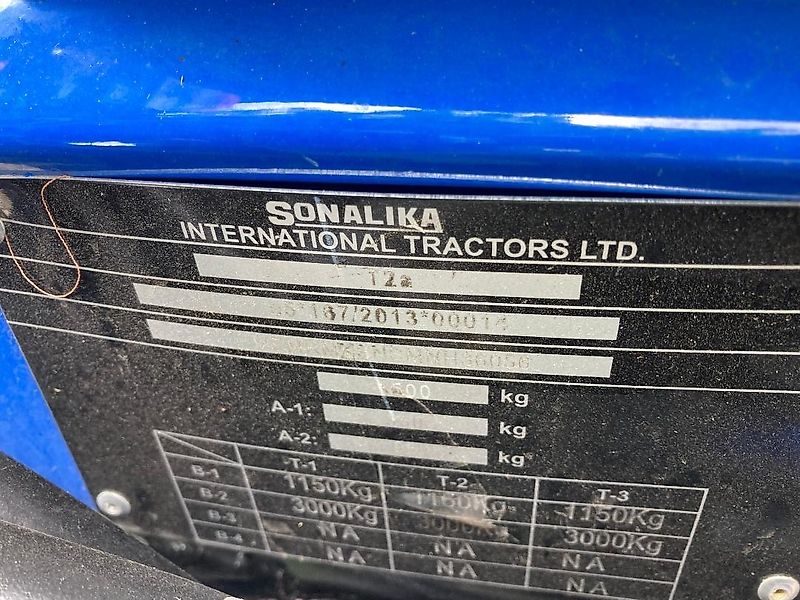 SONALIKA
INTERNATIONAL TRACTORS LTD.
T2a
*167/2013*00014
kg
A-1: kg
A-2: kg
T-1 T-2 T-3
B-1 1150Kg 1160Kg 1150Kg
B-2 3000Kg 3000Kg 3000Kg
B-3 NA NA NA
B-4 NA NA NA